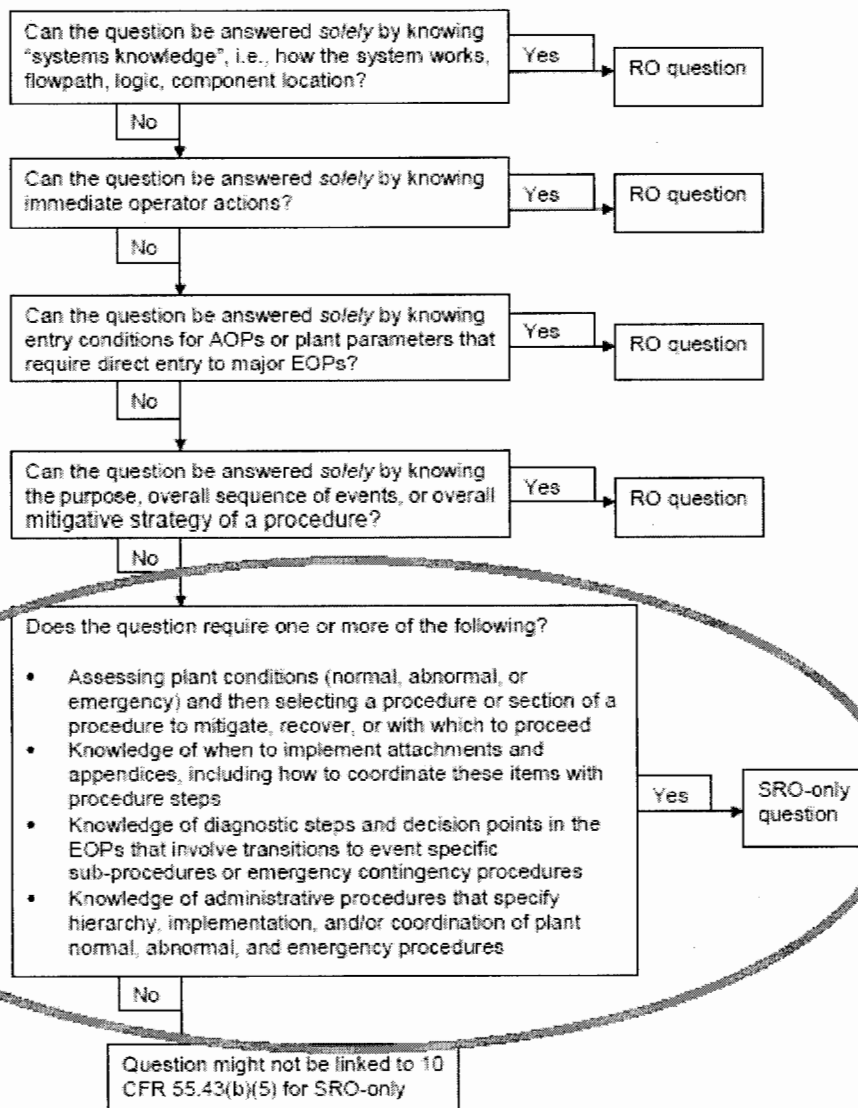 Can the question be answered solely by knowing
"systems knowledge", i.e., how the system works,
flowpath, logic, component location?
Yes
RO question
No
Can the question be answered solely by knowing
immediate operator actions?
Yes
RO question
No
Can the question be answered solely by knowing
entry conditions for AOPs or plant parameters that
require direct entry to major EOPs?
Yes
RO question
No
Can the question be answered solely by knowing
the purpose, overall sequence of events, or overall
mitigative strategy of a procedure?
Yes
RO question
No
Does the question require one or more of the following?
• Assessing plant conditions (normal, abnormal, or
emergency) and then selecting a procedure or section of a
procedure to mitigate, recover, or with which to proceed
• Knowledge of when to implement attachments and
appendices, including how to coordinate these items with
procedure steps
• Knowledge of diagnostic steps and decision points in the
EOPs that involve transitions to event specific
sub-procedures or emergency contingency procedures
• Knowledge of administrative procedures that specify
hierarchy, implementation, and/or coordination of plant
normal, abnormal, and emergency procedures
Yes
SRO-only
question
No
Question might not be linked to 10
CFR 55.43(b)(5) for SRO-only